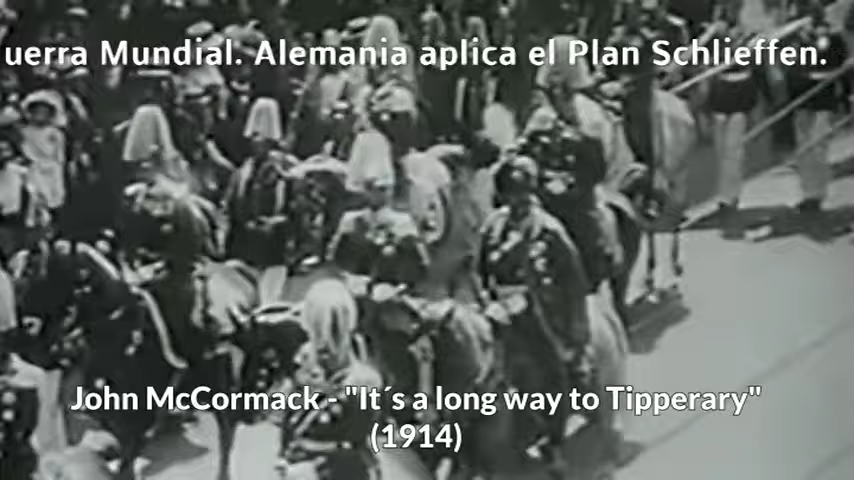 uerra Mundial. Alemania aplica el Plan Schlieffen.
John McCormack - "It´s a long way to Tipperary"
(1914)